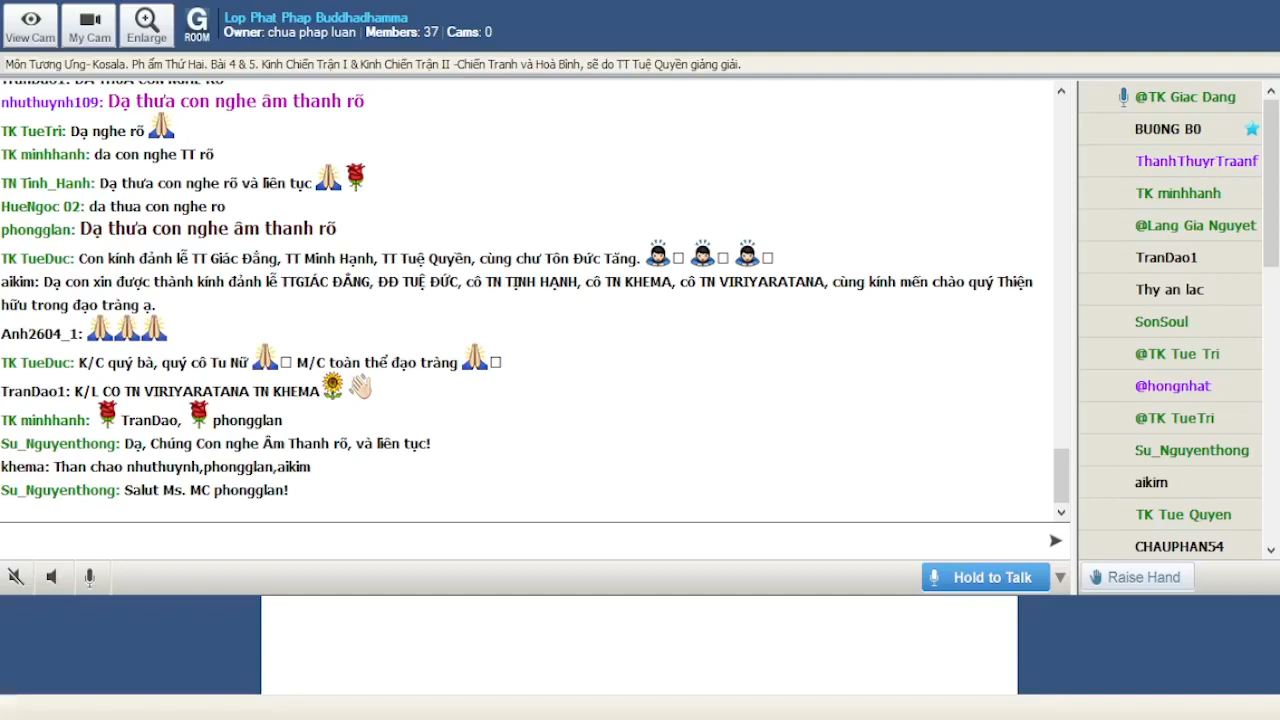 View Cam
My Cam
Enlarge
G
ROOM
Lop Phat Phap Buddhadhamma
Owner: chua phap luan | Members: 37 | Cams: 0
Môn Tương Ưng- Kosala. Ph ẩm Thứ Hai. Bài 4 & 5. Kinh Chiến Trận I & Kinh Chiến Trận II -Chiến Tranh và Hoà Bình, sẽ do TT Tuệ Quyền giảng giải.
nhuthuynh109: Dạ thưa con nghe âm thanh rõ
TK TueTri: Dạ nghe rõ
TK minhhanh: da con nghe TT rõ
TN Tinh_Hanh: Dạ thưa con nghe rõ và liên tục
HueNgoc 02: da thua con nghe ro
phongglan: Dạ thưa con nghe âm thanh rõ
TK TueDuc: Con kính đảnh lễ TT Giác Đẳng, TT Minh Hạnh, TT Tuệ Quyền, cùng chư Tôn Đức Tăng.
aikim: Dạ con xin được thành kính đảnh lễ TTGIÁC ĐẲNG, ĐĐ TUỆ ĐỨC, cô TN TỊNH HẠNH, cô TN KHEMA, cô TN VIRIYARATANA, cùng kính mến chào quý Thiện
hữu trong đạo tràng ạ.
Anh2604_1:
TK TueDuc: K/C quý bà, quý cô Tu Nữ M/C toàn thể đạo tràng
TranDao1: K/L CO TN VIRIYARATANA TN KHEMA
TK minhhanh: TranDao, phongglan
Su_Nguyenthong: Dạ, Chúng Con nghe Âm Thanh rõ, và liên tục!
khema: Than chao nhuthuynh,phongglan,aikim
Su_Nguyenthong: Salut Ms. MC phongglan!
Hold to Talk
@TK Giac Dang
BU0NG B0
ThanhThuyrTraanf
TK minhhanh
@Lang Gia Nguyet
TranDao1
Thy an lac
SonSoul
@TK Tue Tri
@hongnhat
@TK TueTri
Su_Nguyenthong
aikim
TK Tue Quyen
CHAUPHAN54
Raise Hand